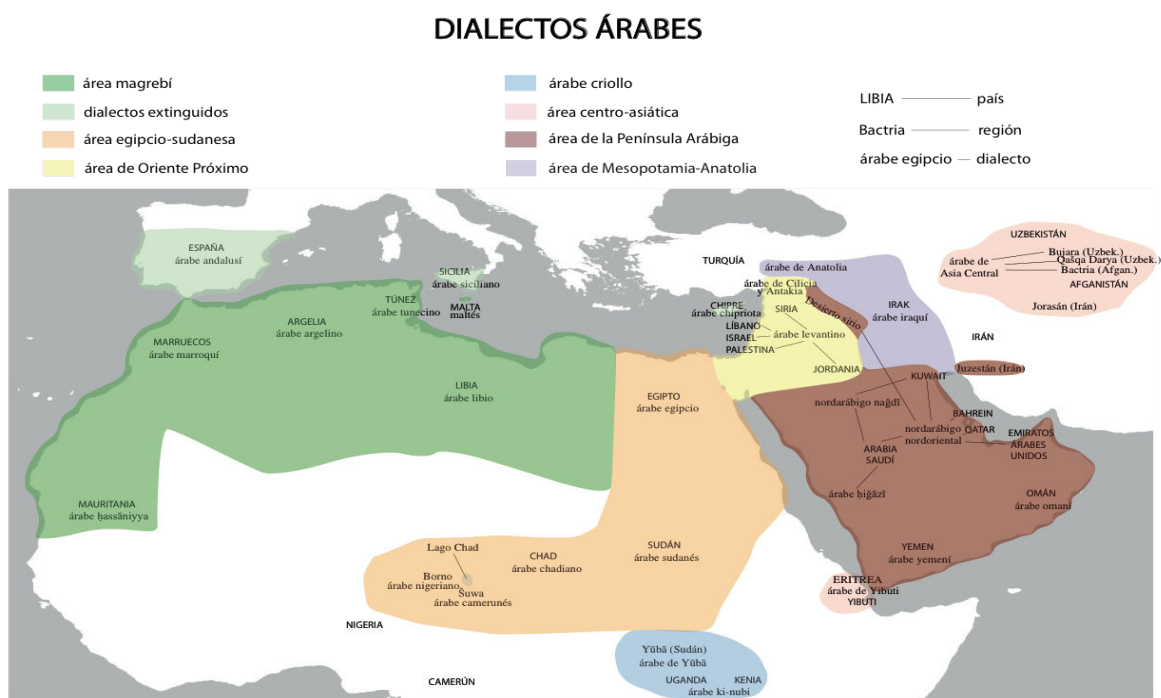 DIALECTOS ÁRABES
área magrebí
dialectos extinguidos
área egipcio-sudanesa
área de Oriente Próximo
árabe criollo
área centro-asiática
área de la Península Arábiga
área de Mesopotamia-Anatolia
LIBIA país
Bactria región
árabe egipcio dialecto
ESPAÑA
árabe andalusí
SICILIA
árabe siciliano
TÚNEZ
árabe tunecino
MALTA
maltés
ARGELIA
árabe argelino
MARRUECOS
árabe marroquí
LIBIA
árabe libio
MAURITANIA
árabe ḥassāniyya
EGIPTO
árabe egipcio
SUDÁN
árabe sudanés
Lago Chad
CHAD
árabe chadiano
Borno
árabe nigeriano
Šuwa
árabe camerunés
NIGERIA
CAMERÚN
Yūbā (Sudán)
árabe de Yūbā
UGANDA
KENIA
árabe ki-nubi
TURQUÍA
árabe de Anatolia
árabe de Cilicia
y Antakia
CHIPRE
árabe chipriota
SIRIA
Desierto sirio
LÍBANO
ISRAEL
árabe levantino
PALESTINA
JORDANIA
IRAK
árabe iraquí
IRÁN
Juzestán (Irán)
KUWAIT
nordarábigo naǧdī
BAHREIN
nordarábigo
nordoriental
QATAR
EMIRATOS
ÁRABES
UNIDOS
ARABIA
SAUDÍ
árabe ḥiǧāzī
OMÁN
árabe omaní
YEMEN
árabe yemení
ERITREA
árabe de Yibuti
YIBUTI
UZBEKISTÁN
árabe de
Asia Central
Bujara (Uzbek.)
Qašqa Darya (Uzbek.)
Bactria (Afgan.)
AFGANISTÁN
Jorasán (Irán)